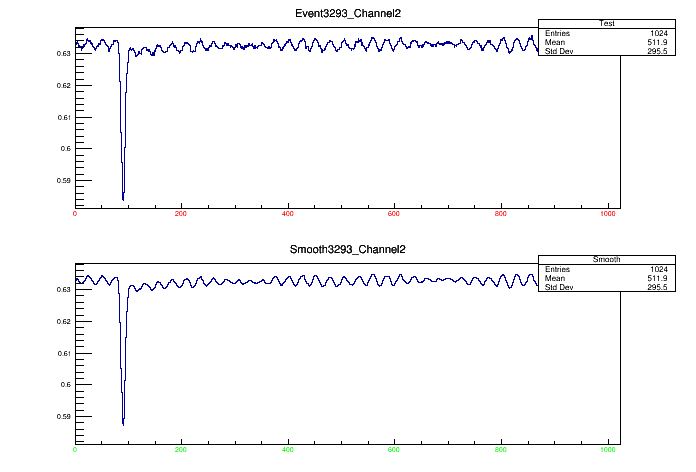 Event3293_Channel2
Test
Entries 1024
Mean 511.9
Std Dev 295.5
0.63
0.62
0.61
0.6
0.59
0 200 400 600 800 1000
Smooth3293_Channel2
Smooth
Entries 1024
Mean 511.9
Std Dev 295.5
0.63
0.62
0.61
0.6
0.59
0 200 400 600 800 1000